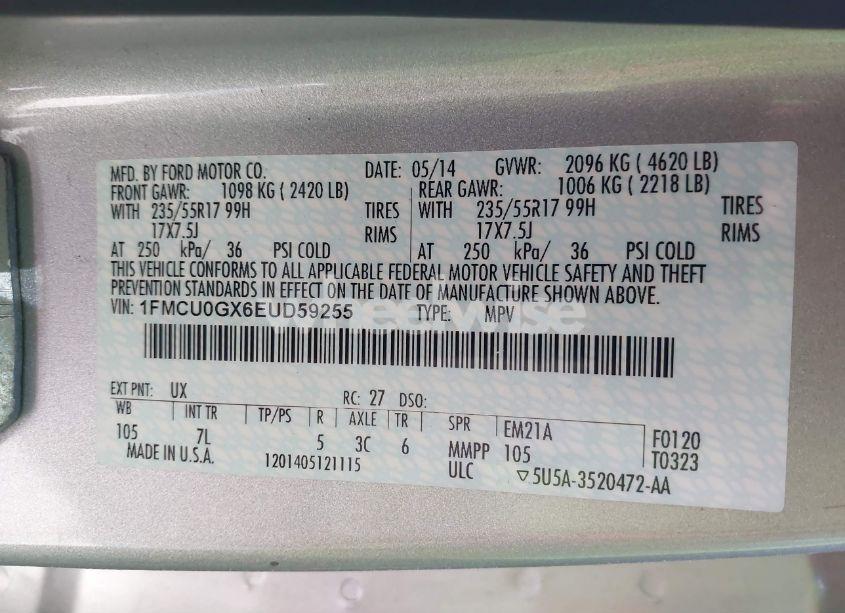 MFD. BY FORD MOTOR CO. DATE: 05/14 GVWR: 2096 KG ( 4620 LB)
FRONT GAWR: 1098 KG ( 2420 LB) REAR GAWR: 1006 KG ( 2218 LB)
WITH 235/55R17 99H TIRES WITH 235/55R17 99H TIRES
17X7.5J RIMS 17X7.5J RIMS
AT 250 kPa/ 36 PSI COLD AT 250 kPa/ 36 PSI COLD
THIS VEHICLE CONFORMS TO ALL APPLICABLE FEDERAL MOTOR VEHICLE SAFETY AND THEFT
PREVENTION STANDARDS IN EFFECT ON THE DATE OF MANUFACTURE SHOWN ABOVE.
VIN: 1FMCU0GX6EUD59255 TYPE: MPV
EXT PNT: UX RC: 27 DSO:
WB INT TR TP/PS R AXLE TR SPR EM21A F0120
105 7L 5 3C 6 MMPP 105 T0323
MADE IN U.S.A. 1201405121115 ULC ▽5U5A-3520472-AA